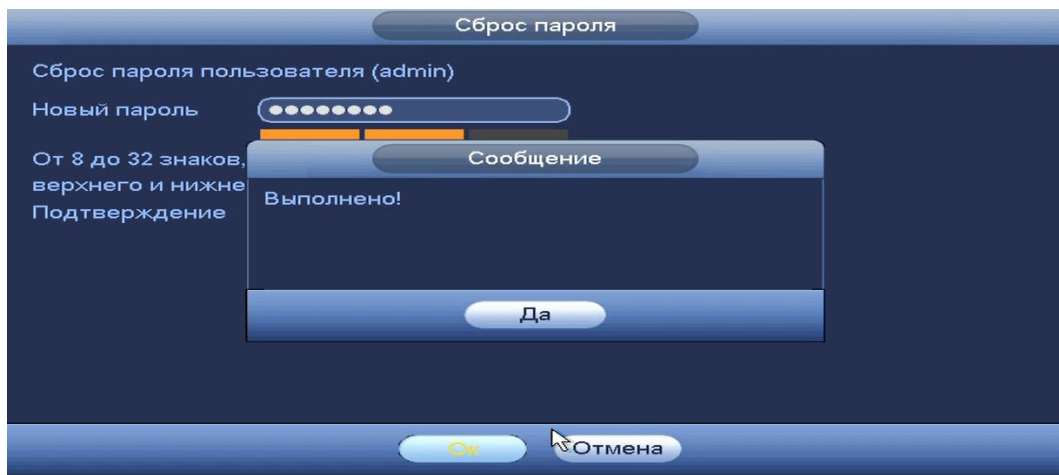 Сброс пароля
Сброс пароля пользователя (admin)
Новый пароль ●●●●●●●●
От 8 до 32 знаков,
верхнего и нижне
Подтверждение
Сообщение
Выполнено!
Да
Ок
Отмена